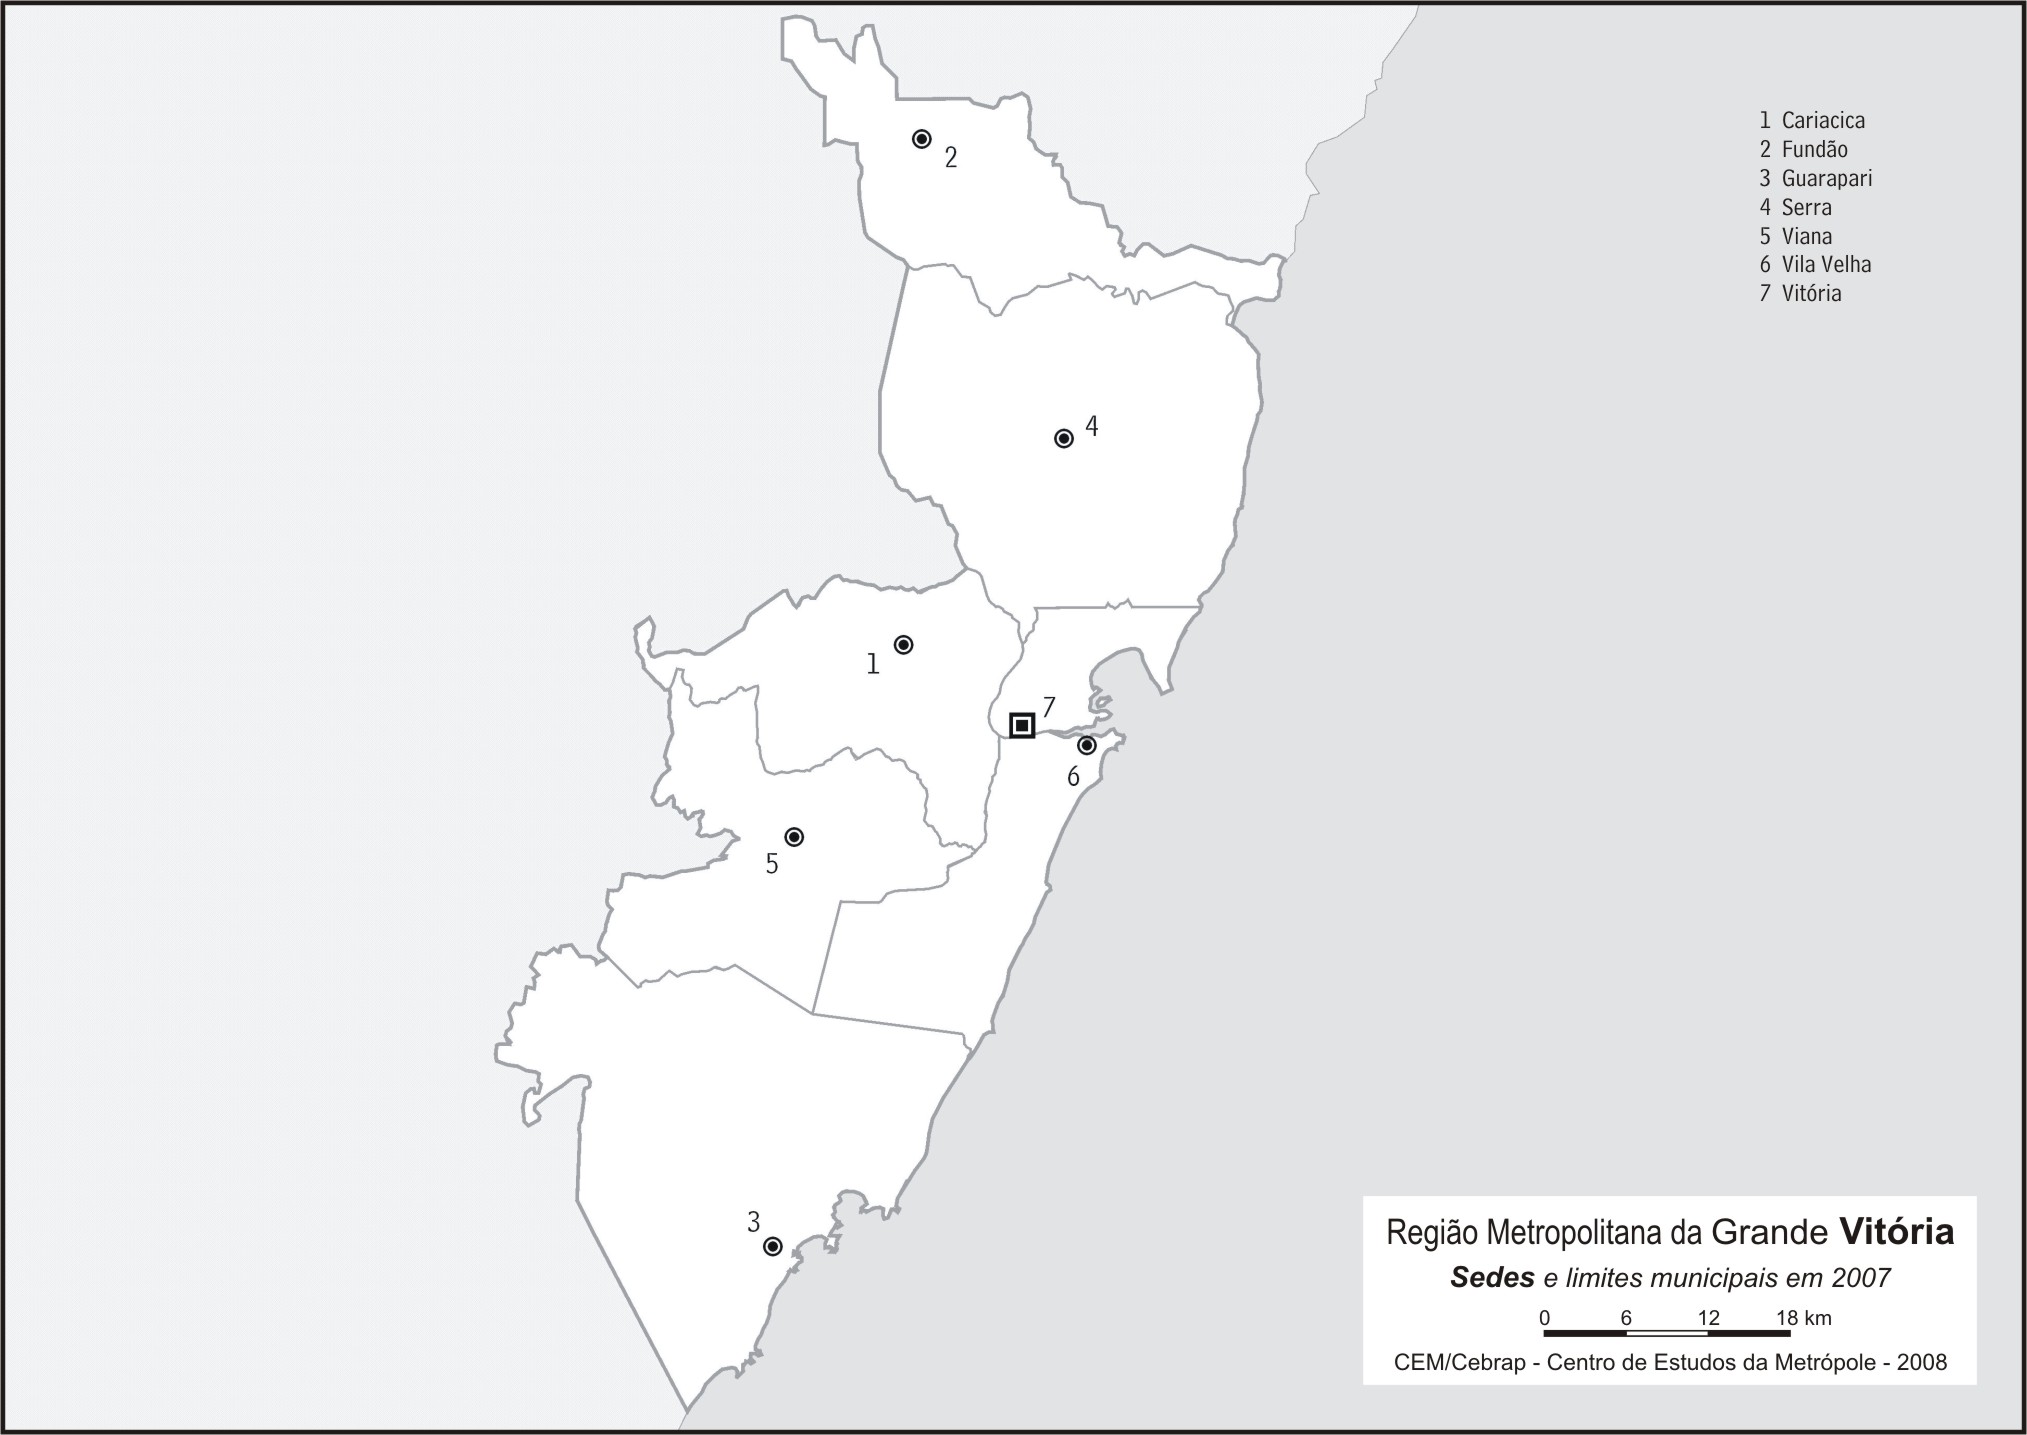 1 Cariacica
2 Fundão
3 Guarapari
4 Serra
5 Viana
6 Vila Velha
7 Vitória
2
4
1
7
6
5
3
Região Metropolitana da Grande Vitória
Sedes e limites municipais em 2007
0 6 12 18 km
CEM/Cebrap - Centro de Estudos da Metrópole - 2008